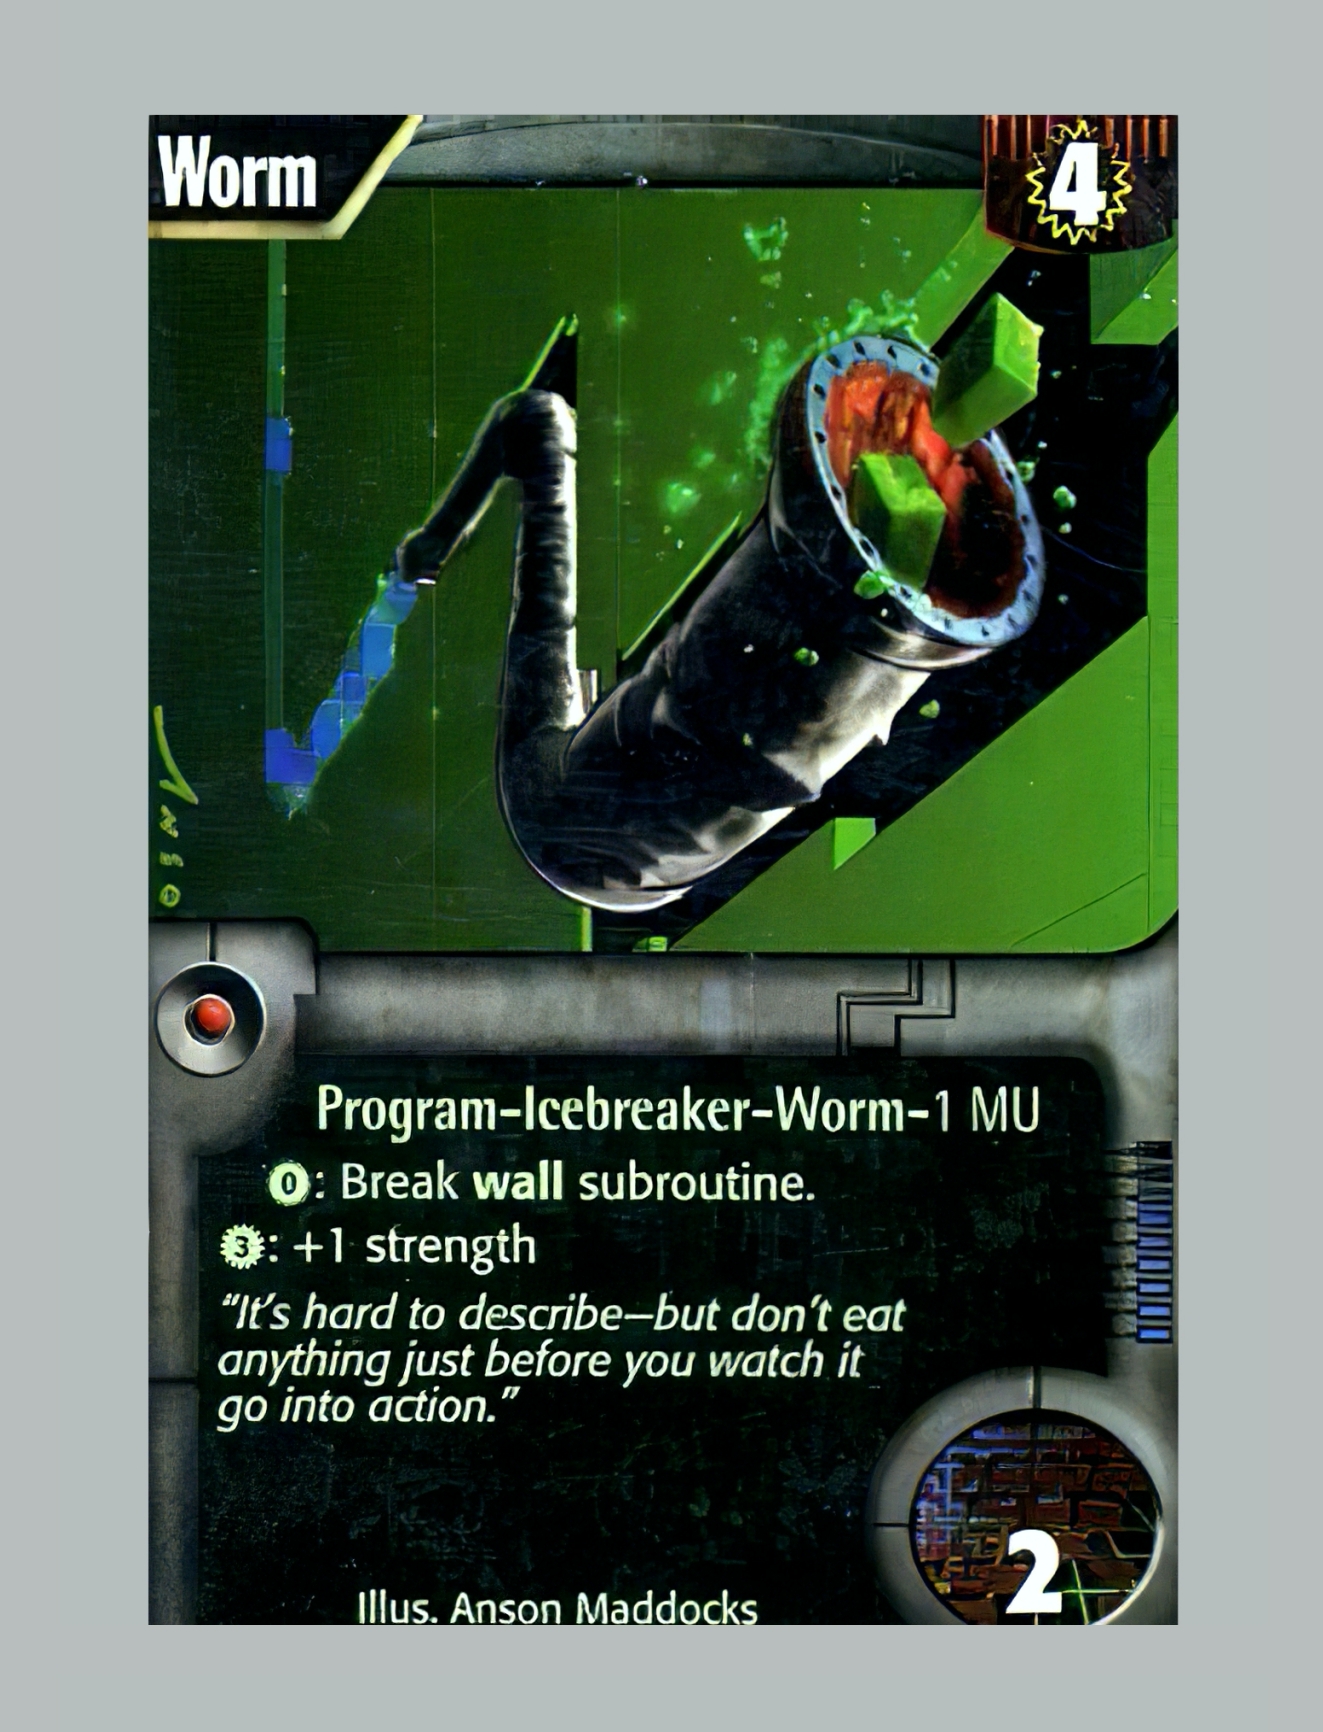 Worm
4
Program-Icebreaker-Worm-1 MU
0: Break wall subroutine.
3: +1 strength
"It's hard to describe—but don't eat
anything just before you watch it
go into action."
2
Illus. Anson Maddocks